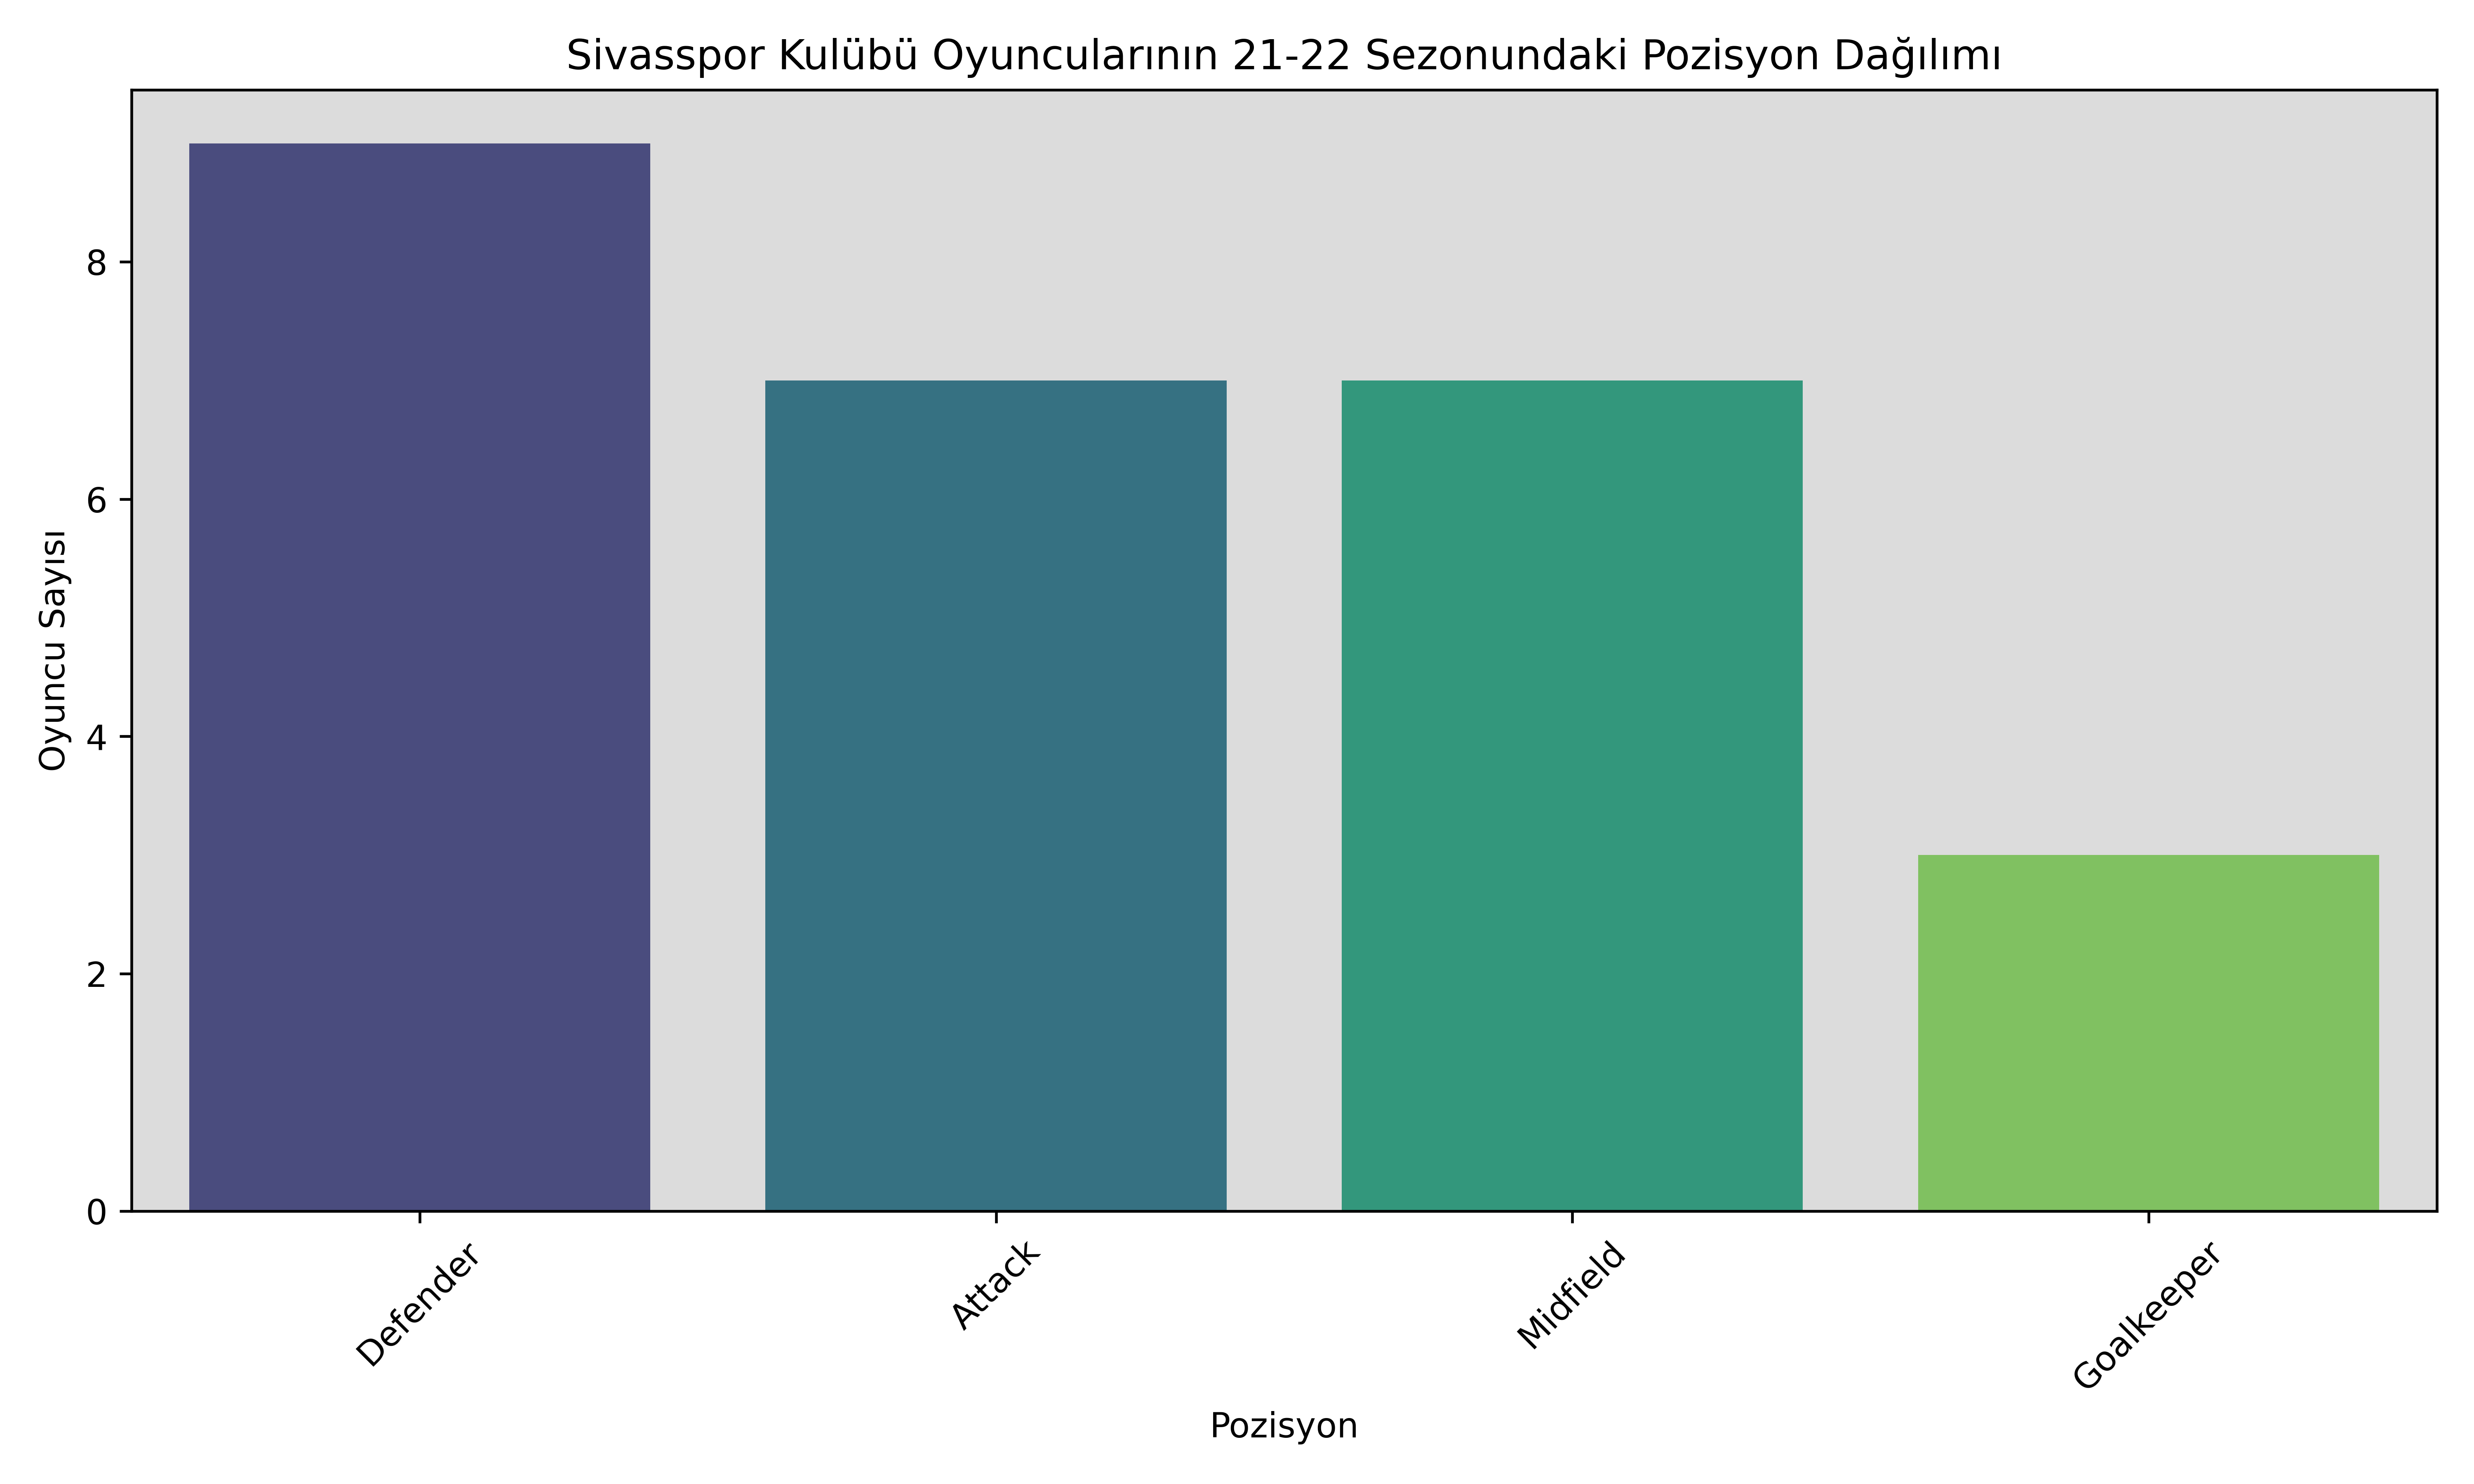 Sivasspor Kulübü Oyuncularının 21-22 Sezonundaki Pozisyon Dağılımı
Oyuncu Sayısı
8
6
4
2
0
Defender
Attack
Midfield
Goalkeeper
Pozisyon